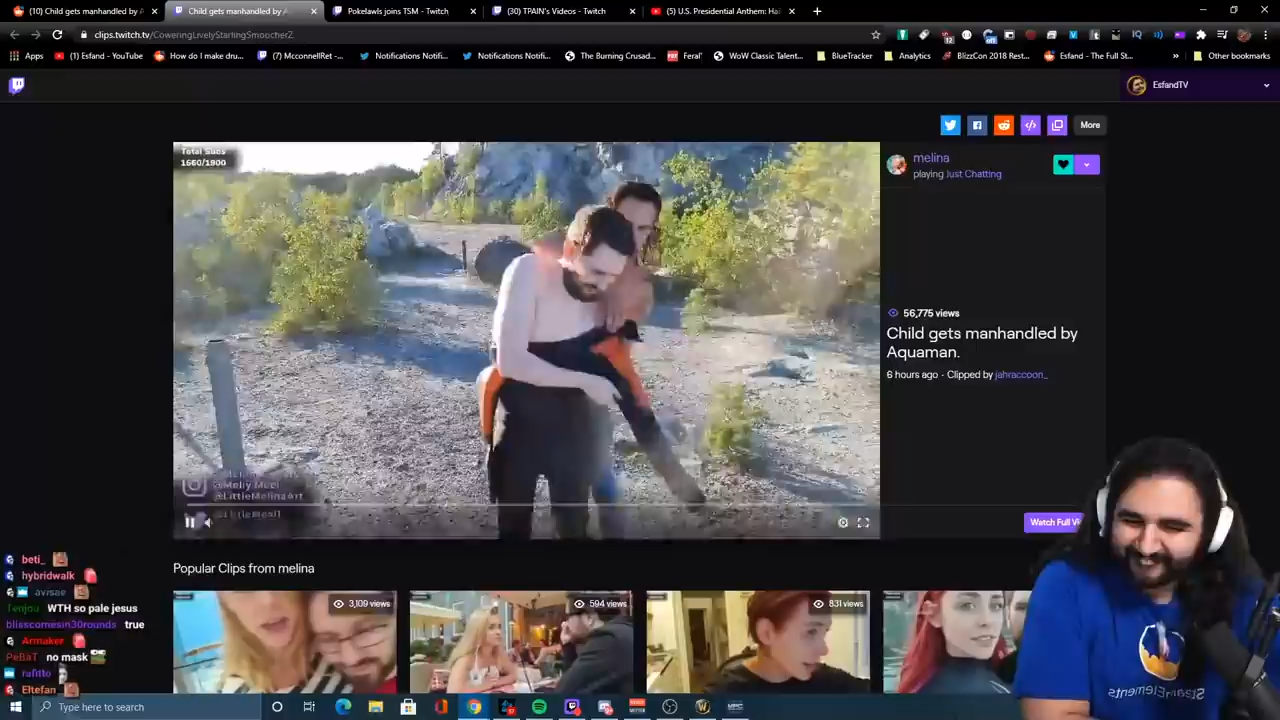 (10) Child gets manhandled by A
Child gets manhandled by A
Pokelawls joins TSM - Twitch
(30) TPAIN's Videos - Twitch
(5) U.S. Presidential Anthem: Hai
clips.twitch.tv/CoweringLivelyStarlingSmoocherZ
Apps
(1) Esfand - YouTube
How do I make dru...
(7) McconnellRet -...
Notifications Notifi...
Notifications Notifi...
The Burning Crusad...
Feral'
WoW Classic Talent...
BlueTracker
Analytics
BlizzCon 2018 Rest...
Esfand - The Full St...
Other bookmarks
EsfandTV
More
Total Subs
1660/1900
melina
playing Just Chatting
56,775 views
Child gets manhandled by
Aquaman.
6 hours ago · Clipped by jahraccoon_
@LittleMelinaArt
Watch Full Vi
Popular Clips from melina
3,109 views
594 views
831 views
beti_
hybridwalk
avisae
Tenjou WTH so pale jesus
blisscomesin30rounds true
Armaker
PeBaT no mask
rafitto
Eltefan
StreamElements
Type here to search